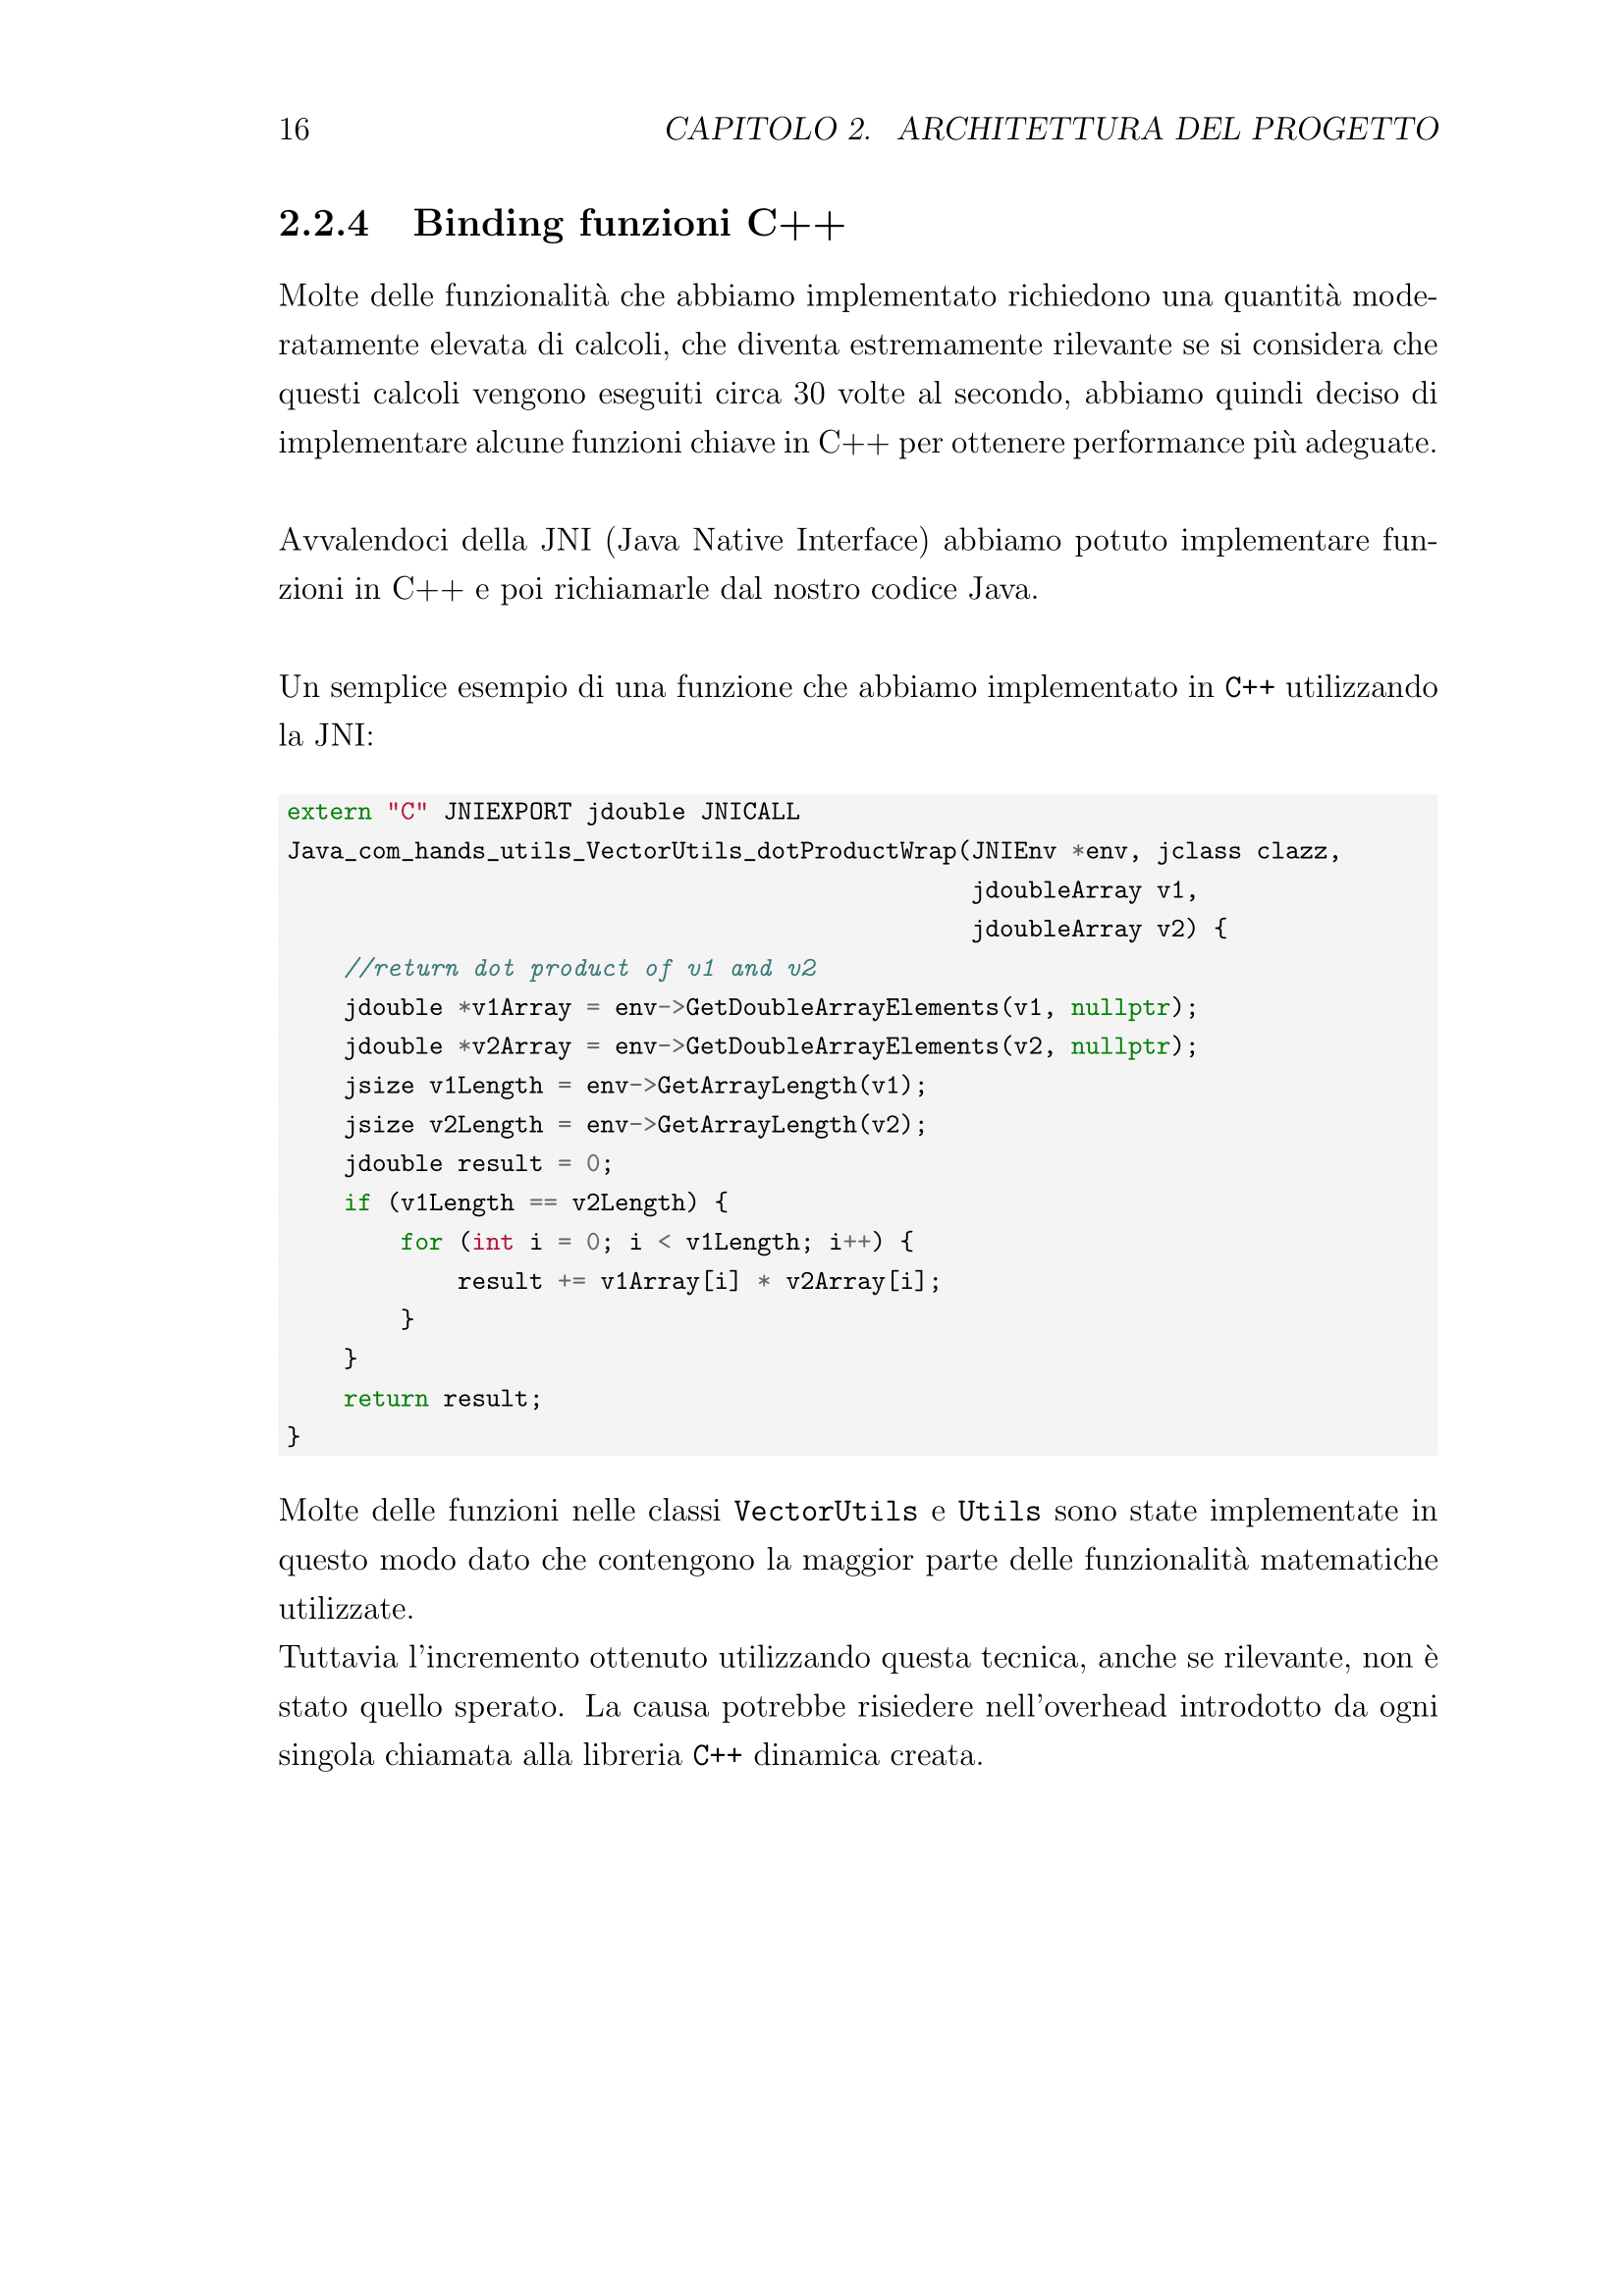 16 CAPITOLO 2. ARCHITETTURA DEL PROGETTO
2.2.4 Binding funzioni C++
Molte delle funzionalità che abbiamo implementato richiedono una quantità mode-
ratamente elevata di calcoli, che diventa estremamente rilevante se si considera che
questi calcoli vengono eseguiti circa 30 volte al secondo, abbiamo quindi deciso di
implementare alcune funzioni chiave in C++ per ottenere performance più adeguate.
Avvalendoci della JNI (Java Native Interface) abbiamo potuto implementare fun-
zioni in C++ e poi richiamarle dal nostro codice Java.
Un semplice esempio di una funzione che abbiamo implementato in C++ utilizzando
la JNI:
extern "C" JNIEXPORT jdouble JNICALL
Java_com_hands_utils_VectorUtils_dotProductWrap(JNIEnv *env, jclass clazz,
                                                jdoubleArray v1,
                                                jdoubleArray v2) {
    //return dot product of v1 and v2
    jdouble *v1Array = env->GetDoubleArrayElements(v1, nullptr);
    jdouble *v2Array = env->GetDoubleArrayElements(v2, nullptr);
    jsize v1Length = env->GetArrayLength(v1);
    jsize v2Length = env->GetArrayLength(v2);
    jdouble result = 0;
    if (v1Length == v2Length) {
        for (int i = 0; i < v1Length; i++) {
            result += v1Array[i] * v2Array[i];
        }
    }
    return result;
}
Molte delle funzioni nelle classi VectorUtils e Utils sono state implementate in
questo modo dato che contengono la maggior parte delle funzionalità matematiche
utilizzate.
Tuttavia l'incremento ottenuto utilizzando questa tecnica, anche se rilevante, non è
stato quello sperato. La causa potrebbe risiedere nell'overhead introdotto da ogni
singola chiamata alla libreria C++ dinamica creata.